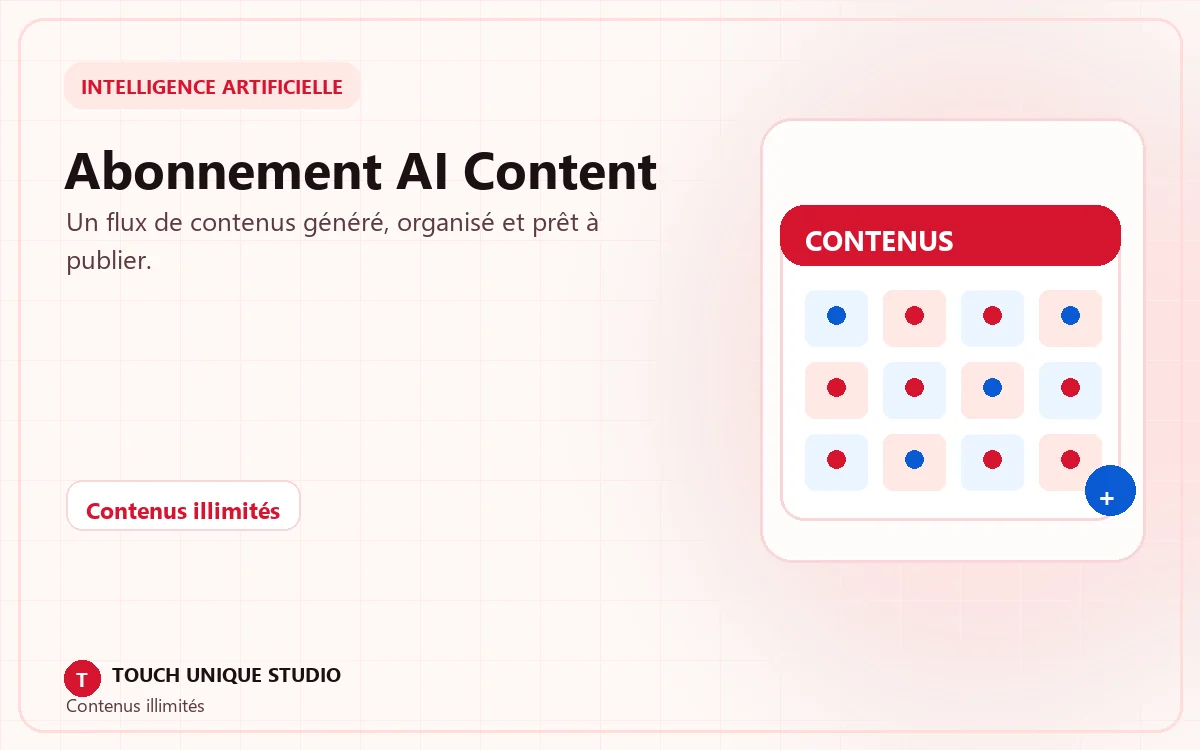 INTELLIGENCE ARTIFICIELLE
Abonnement AI Content
Un flux de contenus généré, organisé et prêt à
publier.
CONTENUS
+
Contenus illimités
T
TOUCH UNIQUE STUDIO
Contenus illimités